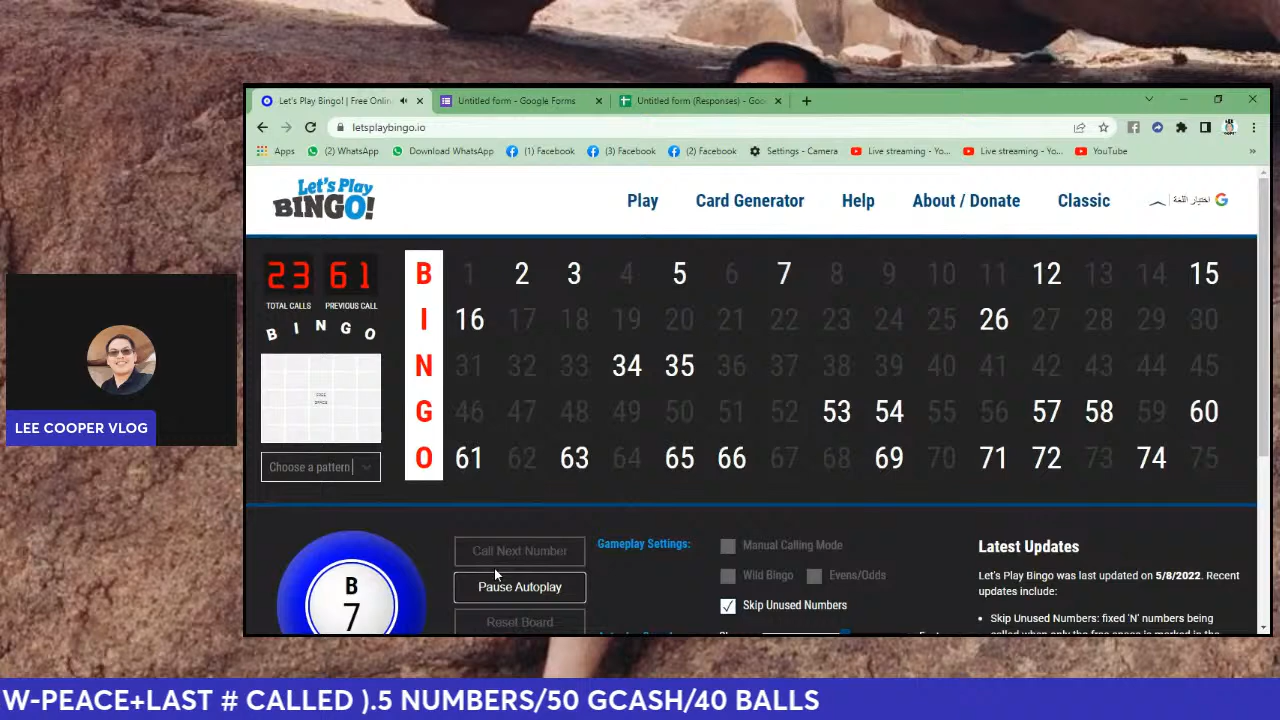 Let's Play Bingo! | Free Onlin
Untitled form - Google Forms
Untitled form (Responses) - Goo
letsplaybingo.io
Apps
(2) WhatsApp
Download WhatsApp
(1) Facebook
(3) Facebook
(2) Facebook
Settings - Camera
Live streaming - Yo...
Live streaming - Yo...
YouTube
Let's Play
BINGO!
Play
Card Generator
Help
About / Donate
Classic
اختيار اللغة
23 61
TOTAL CALLS PREVIOUS CALL
B I N G O
FREE
SPACE
Choose a pattern
B 1 2 3 4 5 6 7 8 9 10 11 12 13 14 15
I 16 17 18 19 20 21 22 23 24 25 26 27 28 29 30
N 31 32 33 34 35 36 37 38 39 40 41 42 43 44 45
G 46 47 48 49 50 51 52 53 54 55 56 57 58 59 60
O 61 62 63 64 65 66 67 68 69 70 71 72 73 74 75
B
7
Call Next Number
Pause Autoplay
Reset Board
Gameplay Settings:
Manual Calling Mode
Wild Bingo
Evens/Odds
Skip Unused Numbers
Latest Updates
Let's Play Bingo was last updated on 5/8/2022. Recent
updates include:
Skip Unused Numbers: fixed 'N' numbers being
LEE COOPER VLOG
W-PEACE+LAST # CALLED ).5 NUMBERS/50 GCASH/40 BALLS